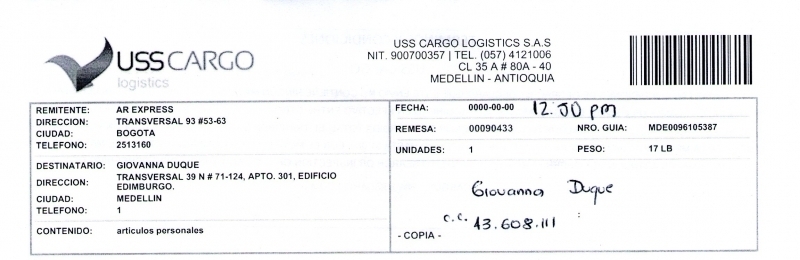 USSCARGO
logistics
USS CARGO LOGISTICS S.A.S
NIT. 900700357 | TEL. (057) 4121006
CL 35 A # 80A - 40
MEDELLIN - ANTIOQUIA
REMITENTE: AR EXPRESS
DIRECCION: TRANSVERSAL 93 #53-63
CIUDAD: BOGOTA
TELEFONO: 2513160
DESTINATARIO: GIOVANNA DUQUE
DIRECCION: TRANSVERSAL 39 N # 71-124, APTO. 301, EDIFICIO
EDIMBURGO.
CIUDAD: MEDELLIN
TELEFONO: 1
CONTENIDO: articulos personales
FECHA: 0000-00-00 pm
REMESA: 00090433 NRO. GUIA: MDE0096105387
UNIDADES: 1 PESO: 17 LB
Giovanna Duque
c.c. 43.608.111
- COPIA -